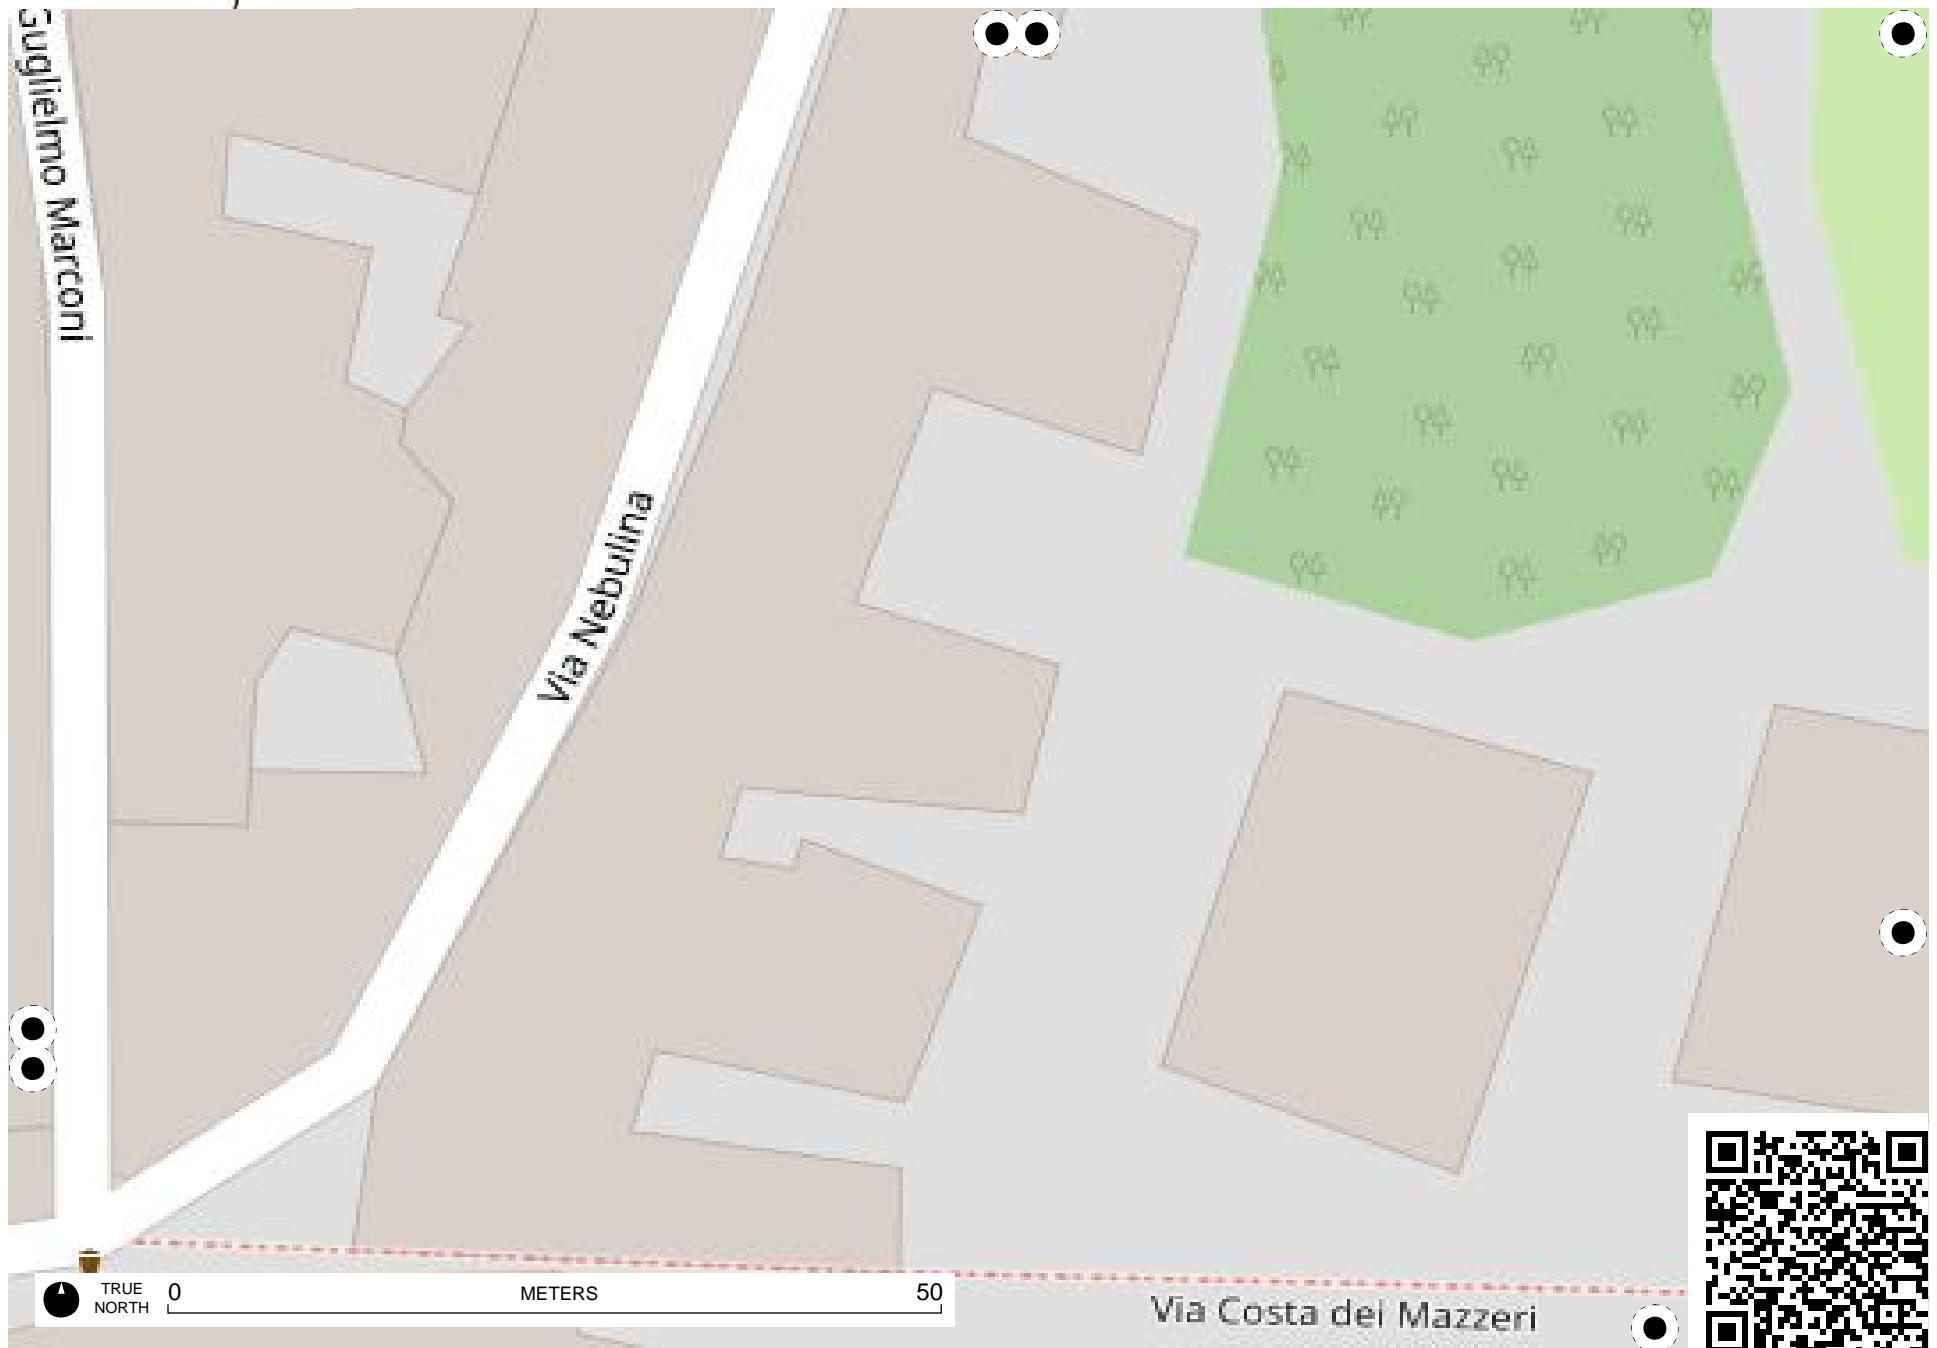 Guglielmo Marconi
Via Nebulina
TRUE
NORTH
0
METERS
50
Via Costa dei Mazzeri